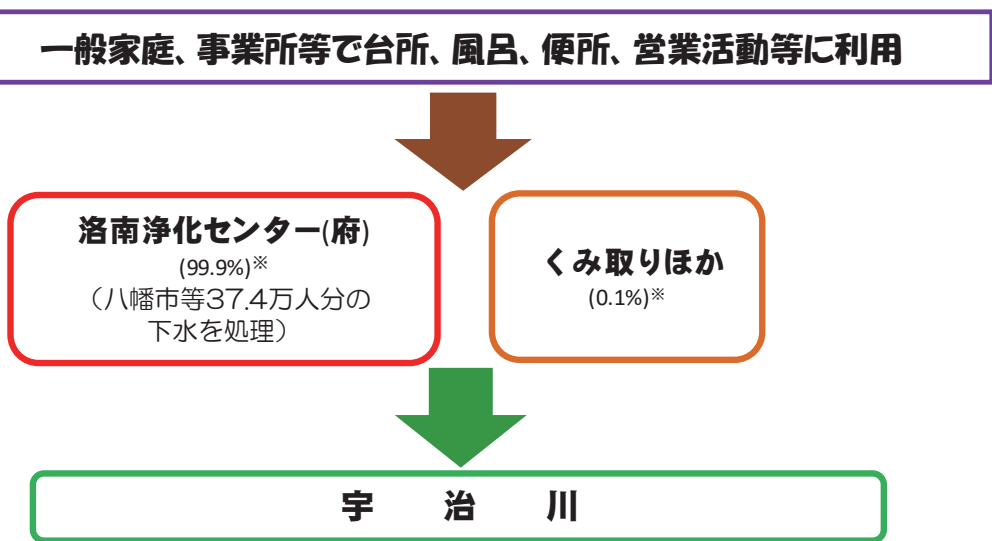 一般家庭、事業所等で台所、風呂、便所、営業活動等に利用
洛南浄化センター(府)
(99.9%)※
（八幡市等37.4万人分の
下水を処理）
くみ取りほか
(0.1%)※
宇　治　川